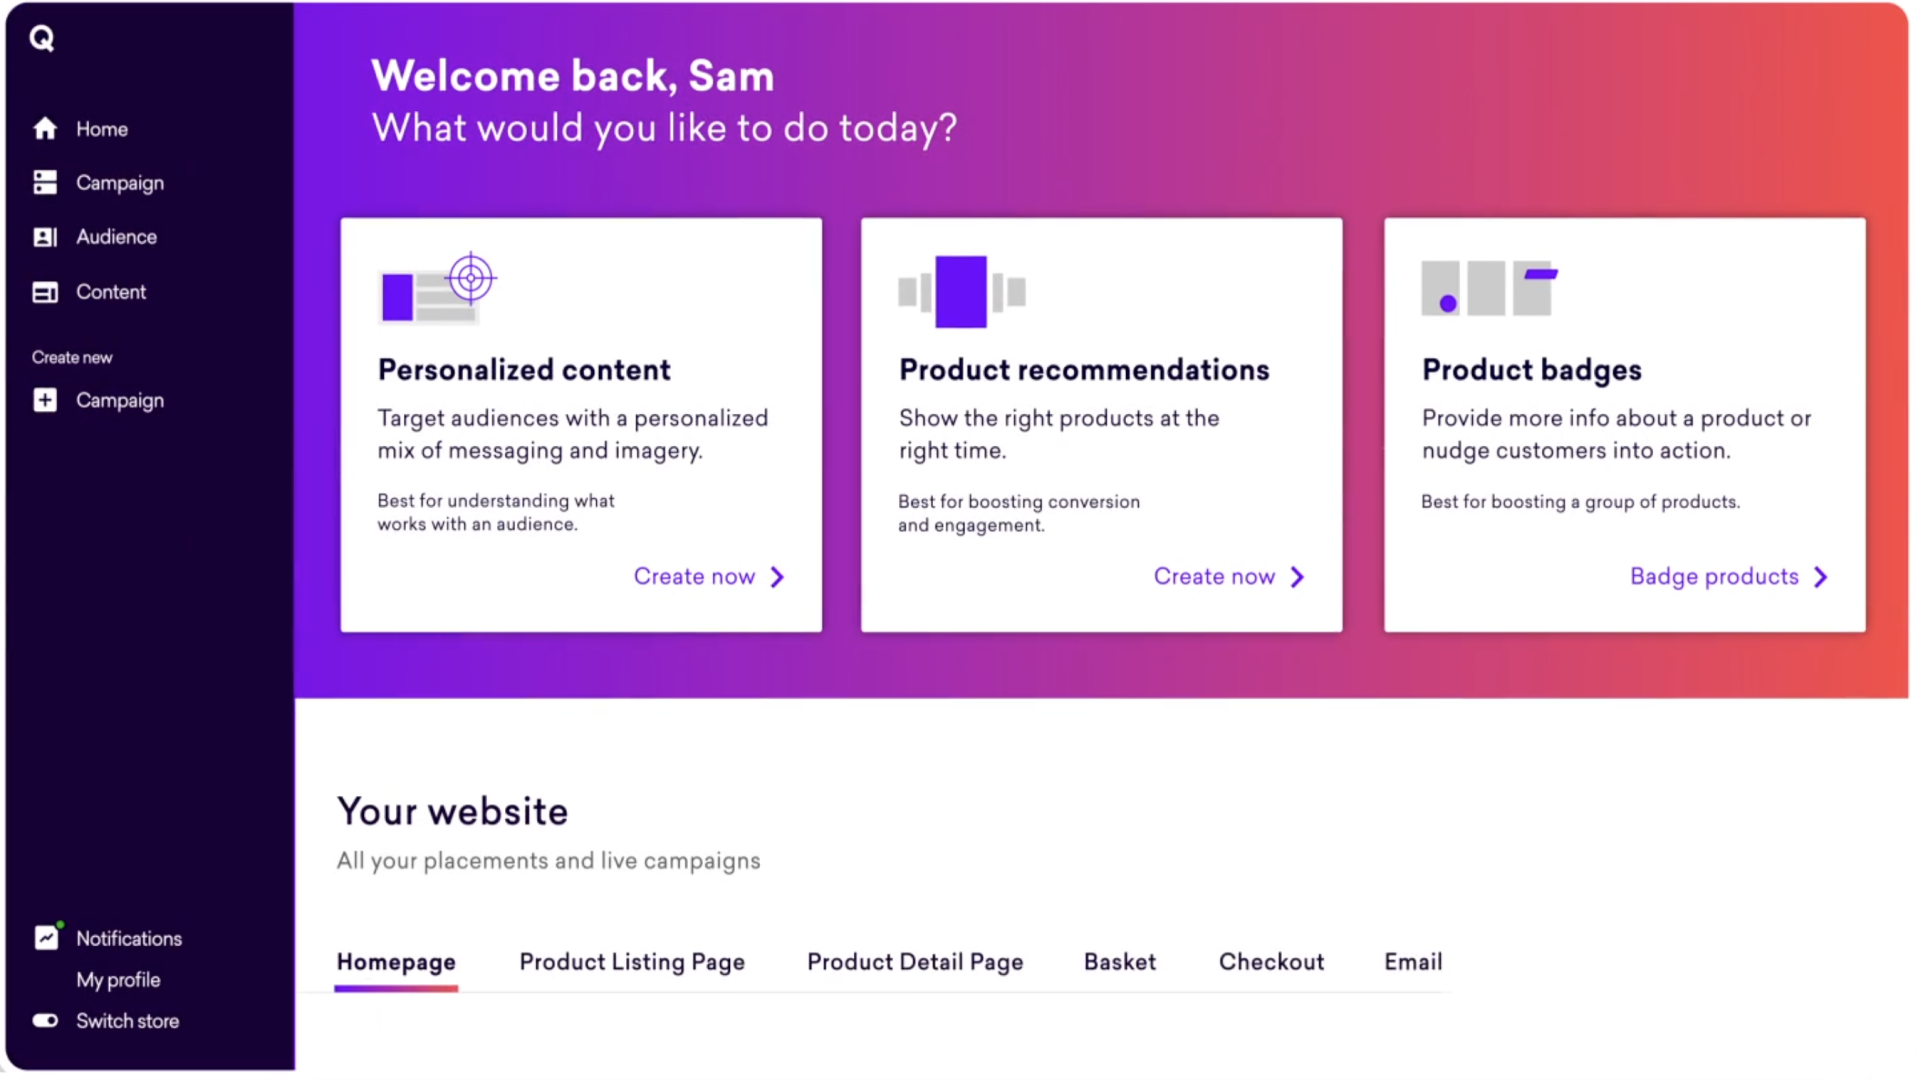 Q
Home
Campaign
Audience
Content
Create new
Campaign
Notifications
My profile
Switch store
Welcome back, Sam
What would you like to do today?
Personalized content
Target audiences with a personalized
mix of messaging and imagery.
Best for understanding what
works with an audience.
Create now
Product recommendations
Show the right products at the
right time.
Best for boosting conversion
and engagement.
Create now
Product badges
Provide more info about a product or
nudge customers into action.
Best for boosting a group of products.
Badge products
Your website
All your placements and live campaigns
Homepage
Product Listing Page
Product Detail Page
Basket
Checkout
Email